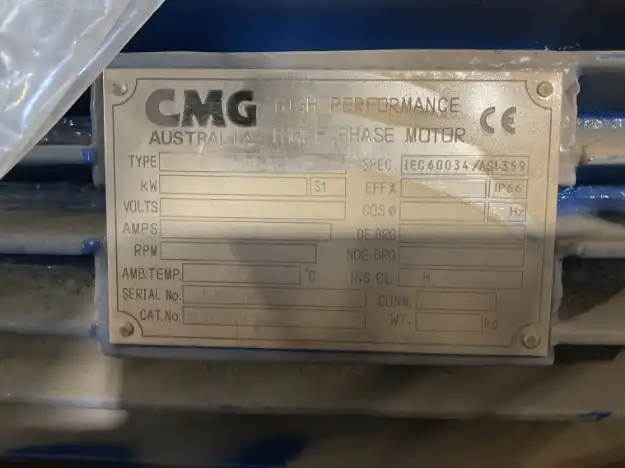 CMG HIGH PERFORMANCE
AUSTRALIA THREE PHASE MOTOR CE
TYPE SPEC. IEC60034/AS1359
kW S1 EFF% IP66
VOLTS COS Ø Hz
AMPS DE BRG
RPM NDE BRG
AMB.TEMP. °C INS.CL. H
SERIAL No. CONN.
CAT.No. WT. kg